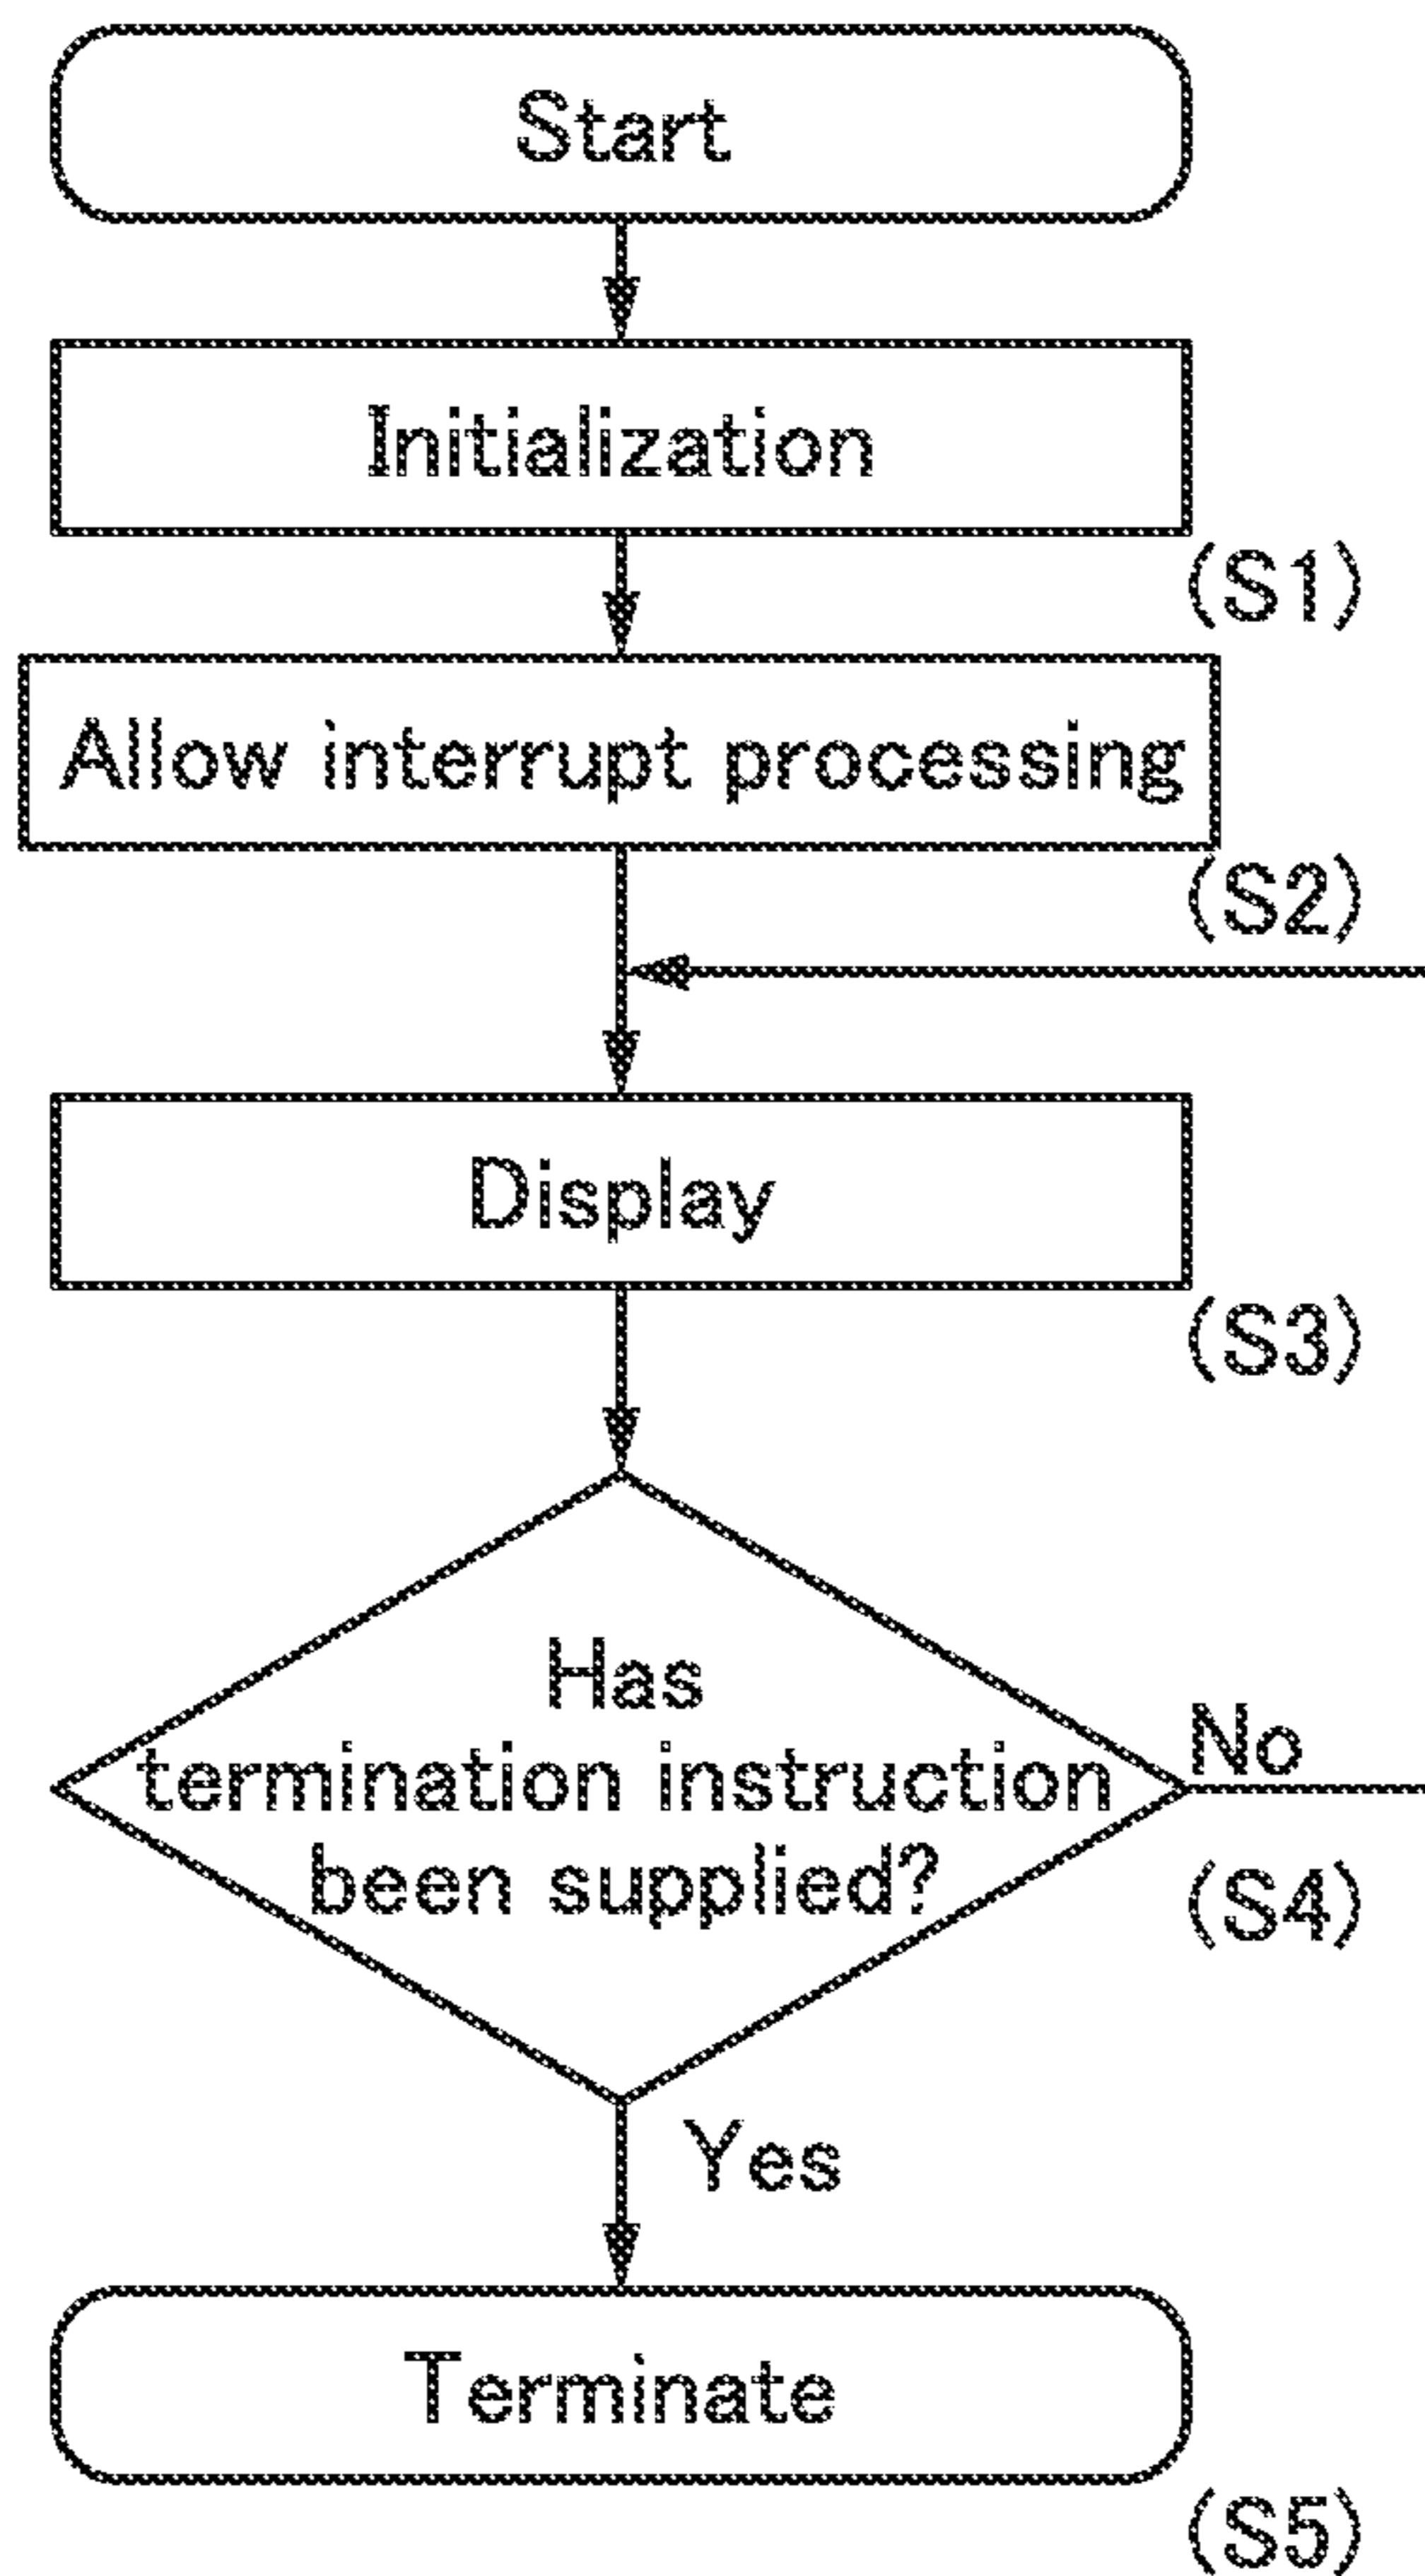 Start
Initialization
(S1)
Allow interrupt processing
(S2)
Display
(S3)
Has
termination instruction
been supplied?
No
(S4)
Yes
Terminate
(S5)